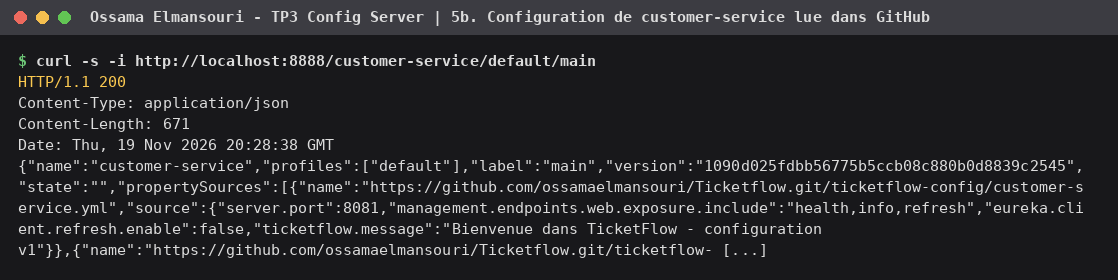 Ossama Elmansouri - TP3 Config Server | 5b. Configuration de customer-service lue dans GitHub
$ curl -s -i http://localhost:8888/customer-service/default/main
HTTP/1.1 200
Content-Type: application/json
Content-Length: 671
Date: Thu, 19 Nov 2026 20:28:38 GMT
{"name":"customer-service","profiles":["default"],"label":"main","version":"1090d025fdbb56775b5ccb08c880b0d8839c2545",
"state":"","propertySources":[{"name":"https://github.com/ossamaelmansouri/Ticketflow.git/ticketflow-config/customer-s
ervice.yml","source":{"server.port":8081,"management.endpoints.web.exposure.include":"health,info,refresh","eureka.cli
ent.refresh.enable":false,"ticketflow.message":"Bienvenue dans TicketFlow - configuration
v1"}},{"name":"https://github.com/ossamaelmansouri/Ticketflow.git/ticketflow- [...]